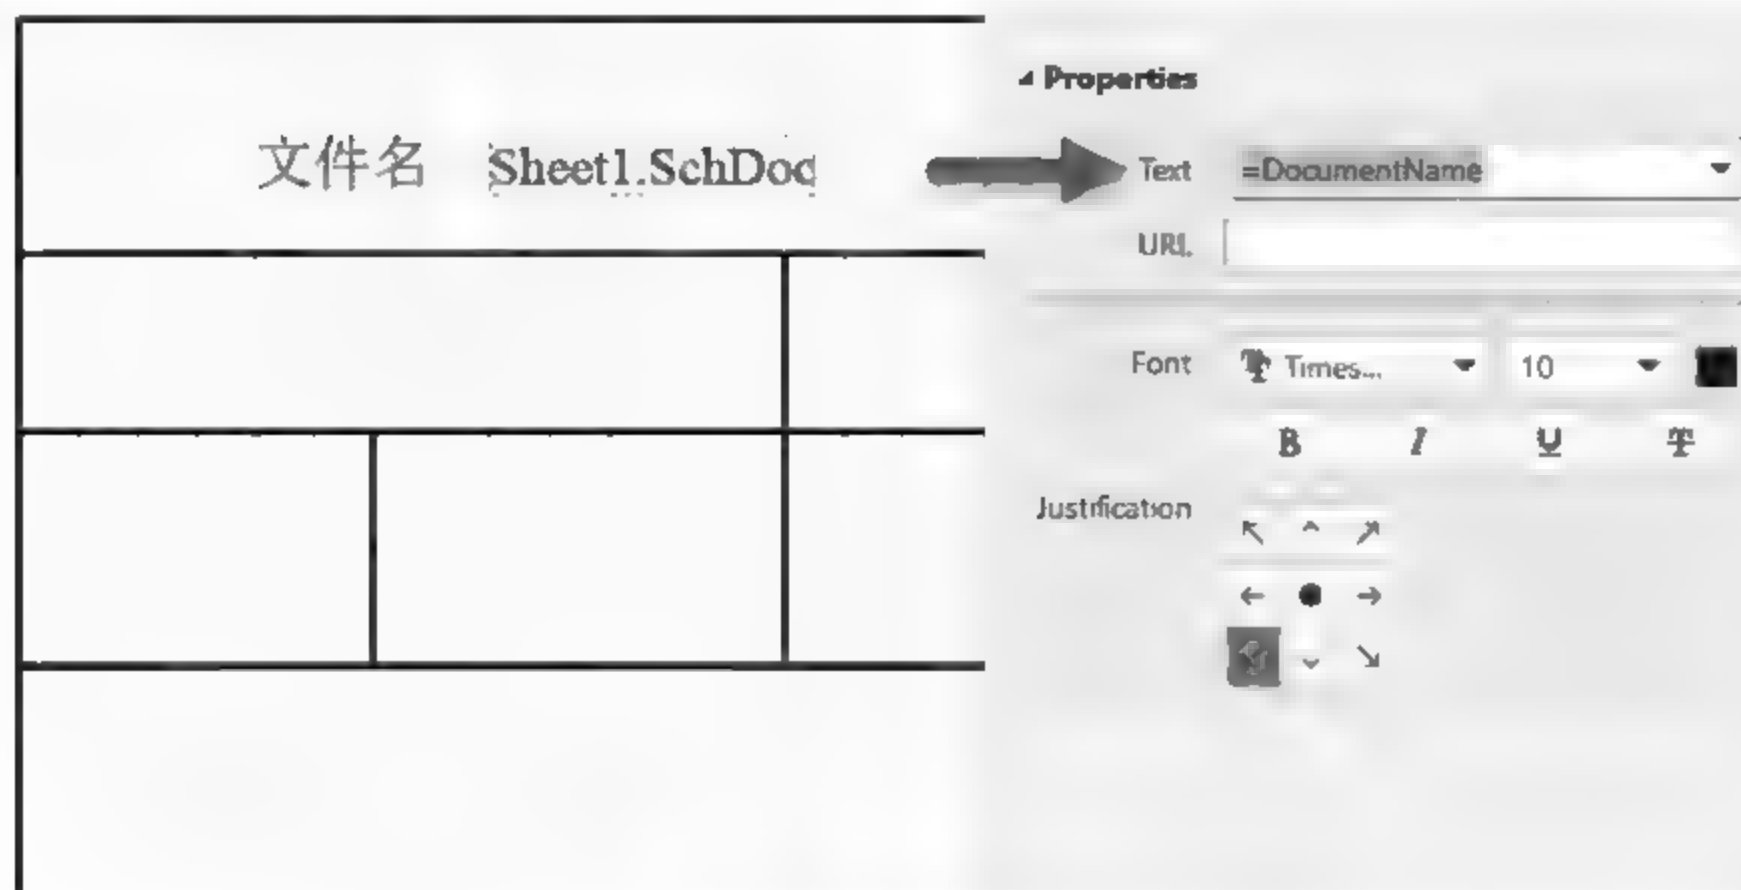 文件名 Sheet1.SchDoc
Properties
Text =DocumentName
URL
Font Times... 10
B I U T
Justification